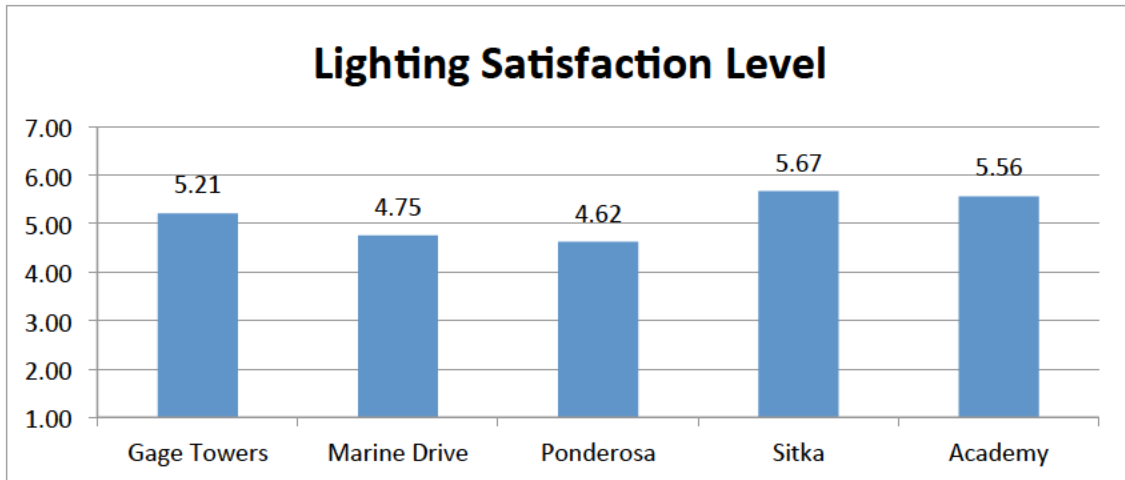 Lighting Satisfaction Level
7.00
6.00
5.00
4.00
3.00
2.00
1.00
5.21
4.75
4.62
5.67
5.56
Gage Towers
Marine Drive
Ponderosa
Sitka
Academy